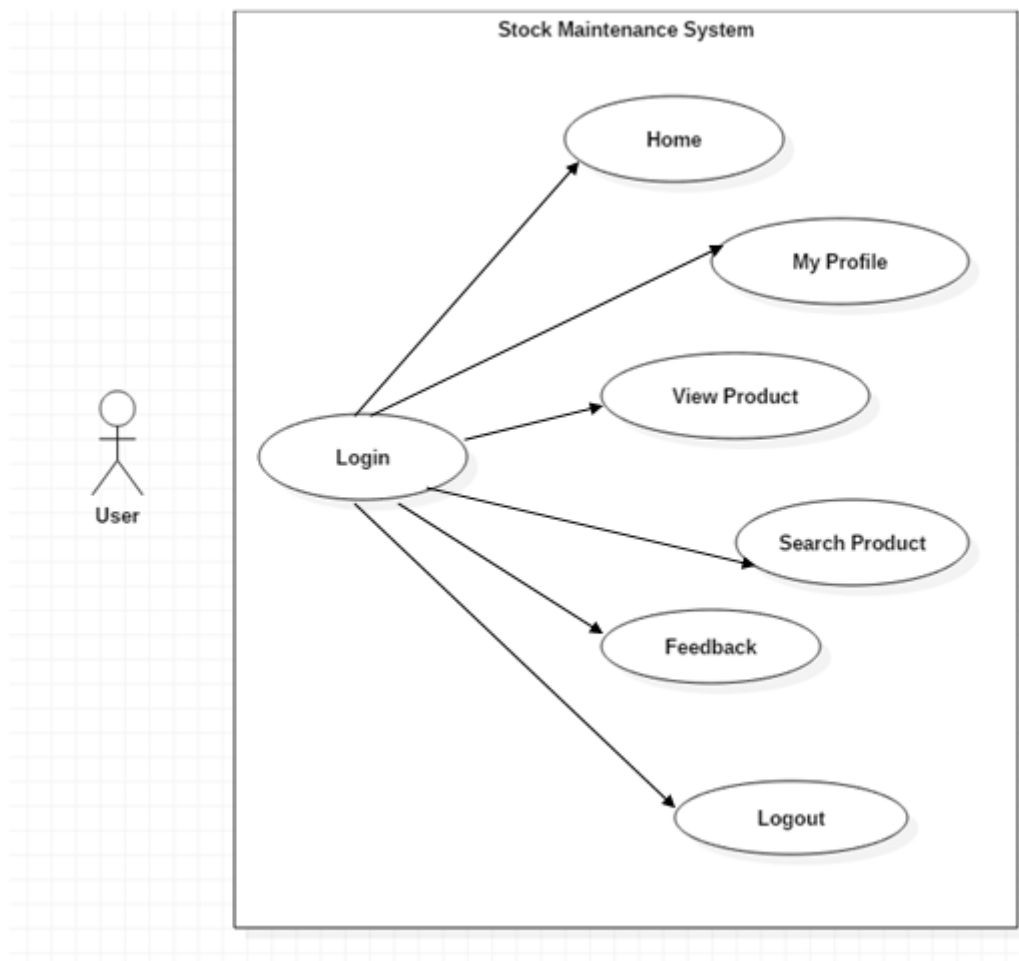 Stock Maintenance System
Home
My Profile
View Product
Login
User
Search Product
Feedback
Logout